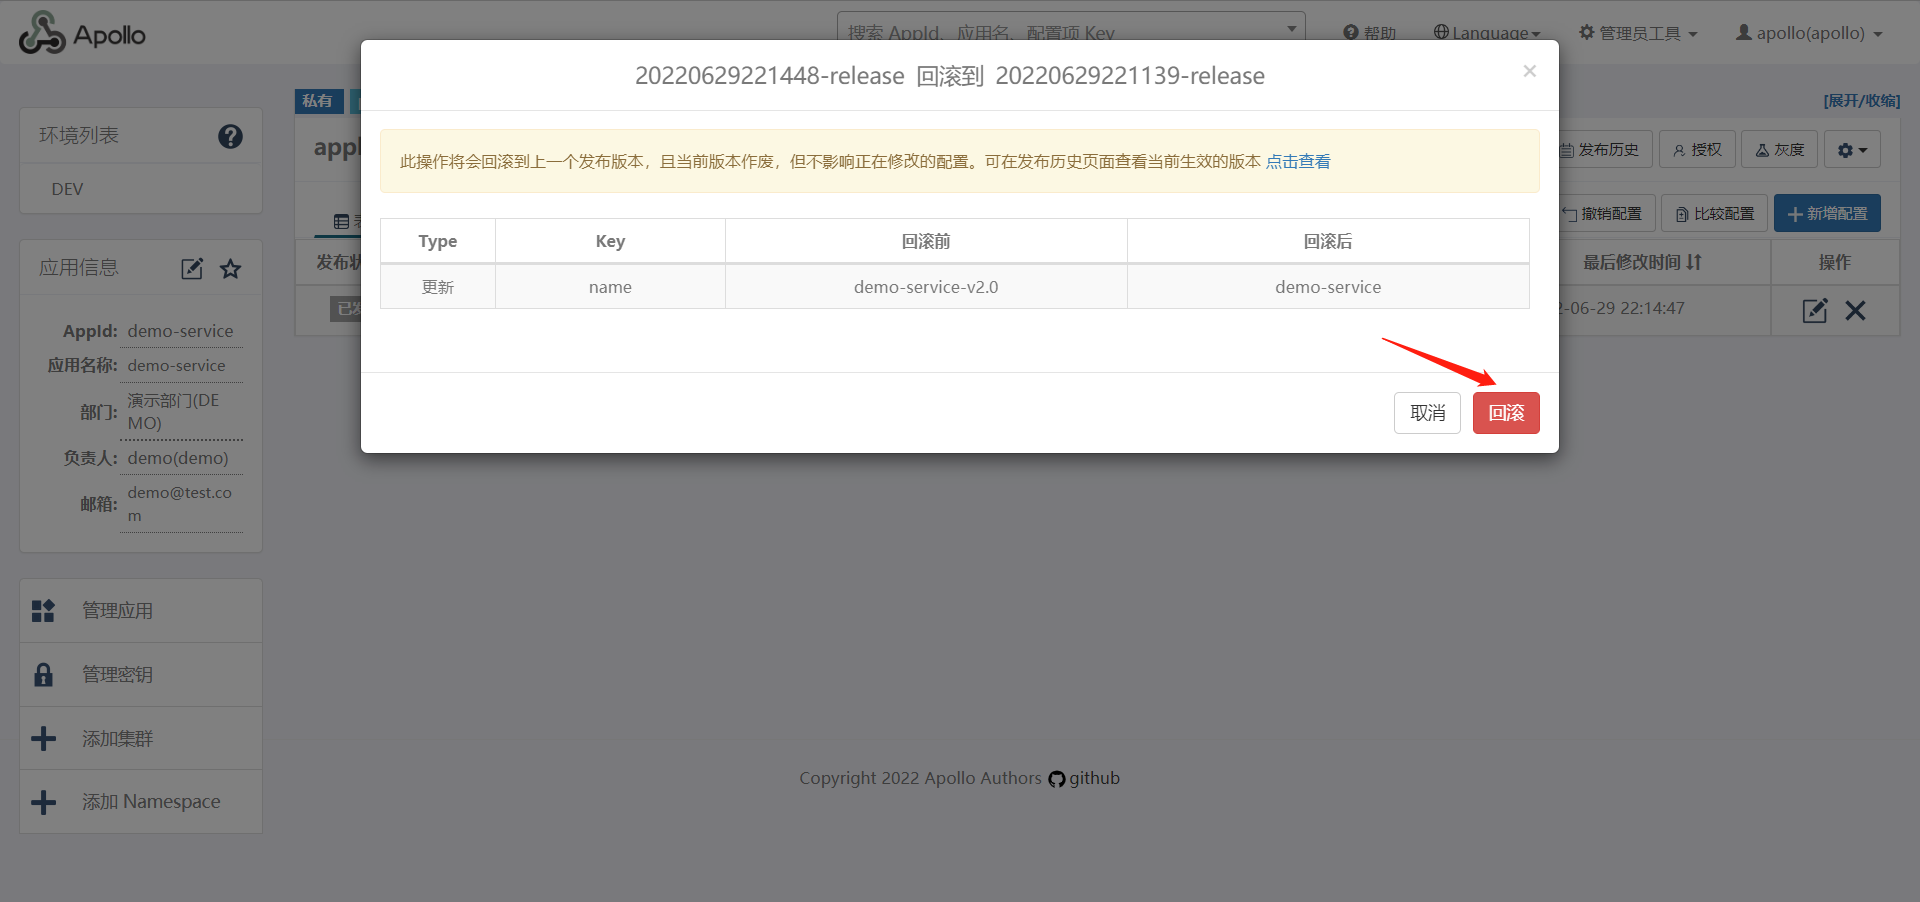 Apollo
搜索 AppId、应用名、配置项 Key
帮助
Language
管理员工具
apollo(apollo)
20220629221448-release 回滚到 20220629221139-release
×
此操作将会回滚到上一个发布版本，且当前版本作废，但不影响正在修改的配置。可在发布历史页面查看当前生效的版本 点击查看
Type Key 回滚前 回滚后
更新 name demo-service-v2.0 demo-service
取消 回滚
私有
[展开/收缩]
appl
发布历史 授权 灰度
撤销配置 比较配置 新增配置
发布状
最后修改时间 操作
已发
-06-29 22:14:47
环境列表
DEV
应用信息
AppId: demo-service
应用名称: demo-service
部门: 演示部门(DE
MO)
负责人: demo(demo)
邮箱: demo@test.co
m
管理应用
管理密钥
添加集群
添加 Namespace
Copyright 2022 Apollo Authors github